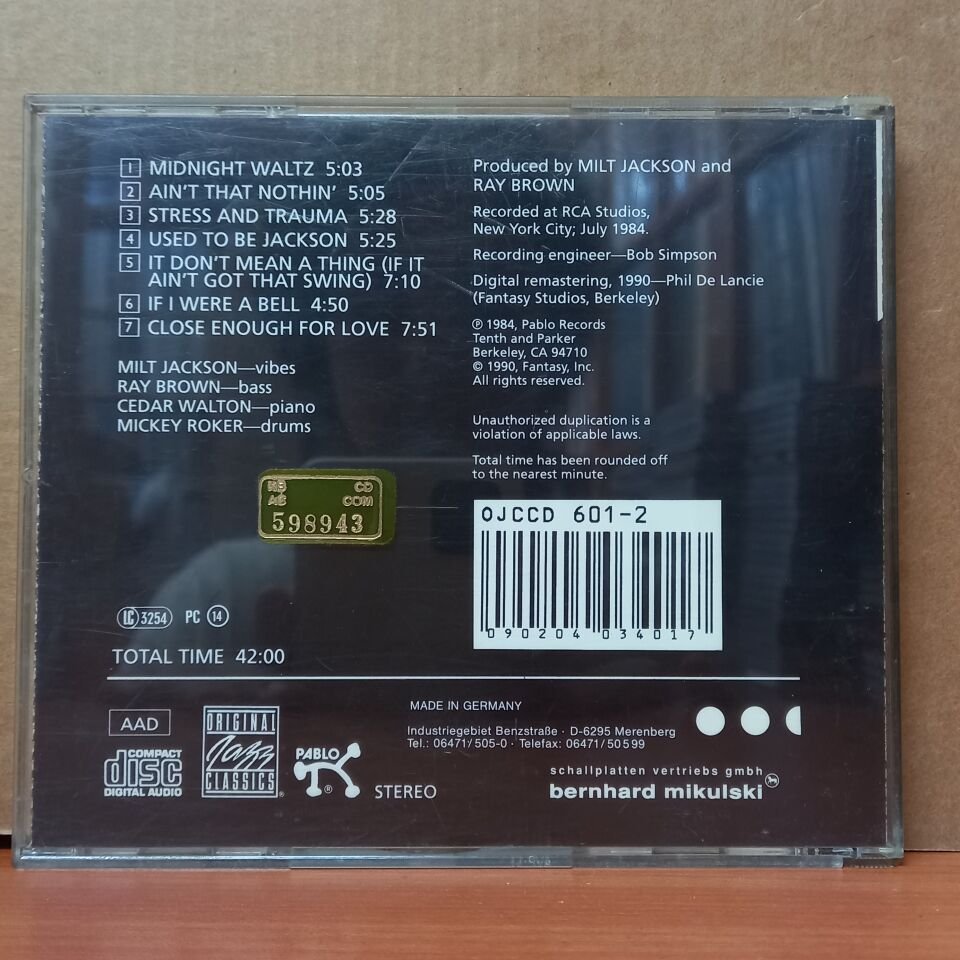 1 MIDNIGHT WALTZ 5:03
2 AIN'T THAT NOTHIN' 5:05
3 STRESS AND TRAUMA 5:28
4 USED TO BE JACKSON 5:25
5 IT DON'T MEAN A THING (IF IT
AIN'T GOT THAT SWING) 7:10
6 IF I WERE A BELL 4:50
7 CLOSE ENOUGH FOR LOVE 7:51
MILT JACKSON—vibes
RAY BROWN—bass
CEDAR WALTON—piano
MICKEY ROKER—drums
Produced by MILT JACKSON and
RAY BROWN
Recorded at RCA Studios,
New York City; July 1984.
Recording engineer—Bob Simpson
Digital remastering, 1990—Phil De Lancie
(Fantasy Studios, Berkeley)
℗ 1984, Pablo Records
Tenth and Parker
Berkeley, CA 94710
© 1990, Fantasy, Inc.
All rights reserved.
Unauthorized duplication is a
violation of applicable laws.
Total time has been rounded off
to the nearest minute.
CD
COM
598943
OJCCD 601-2
0 90204 03401 7
LC 3254 PC 14
TOTAL TIME 42:00
AAD
COMPACT
disc
DIGITAL AUDIO
ORIGINAL
Jazz
CLASSICS®
PABLO
®
STEREO
MADE IN GERMANY
Industriegebiet Benzstraße · D-6295 Merenberg
Tel.: 06471/505-0 · Telefax: 06471/50599
schallplatten vertriebs gmbh
bernhard mikulski